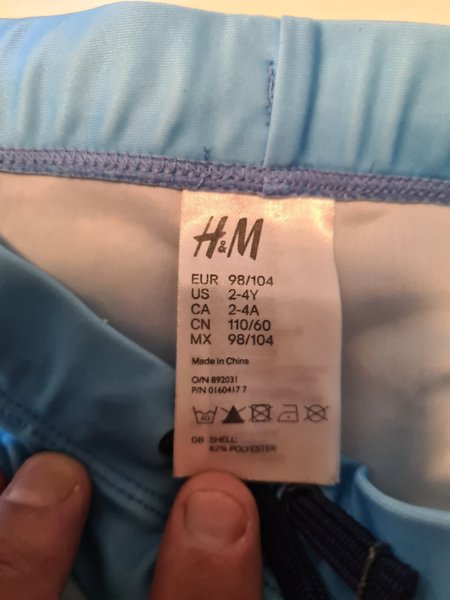 H&M
EUR 98/104
US 2-4Y
CA 2-4A
CN 110/60
MX 98/104
Made in China
O/N 892031
P/N 0160417 7
40
GB SHELL:
82% POLYESTER